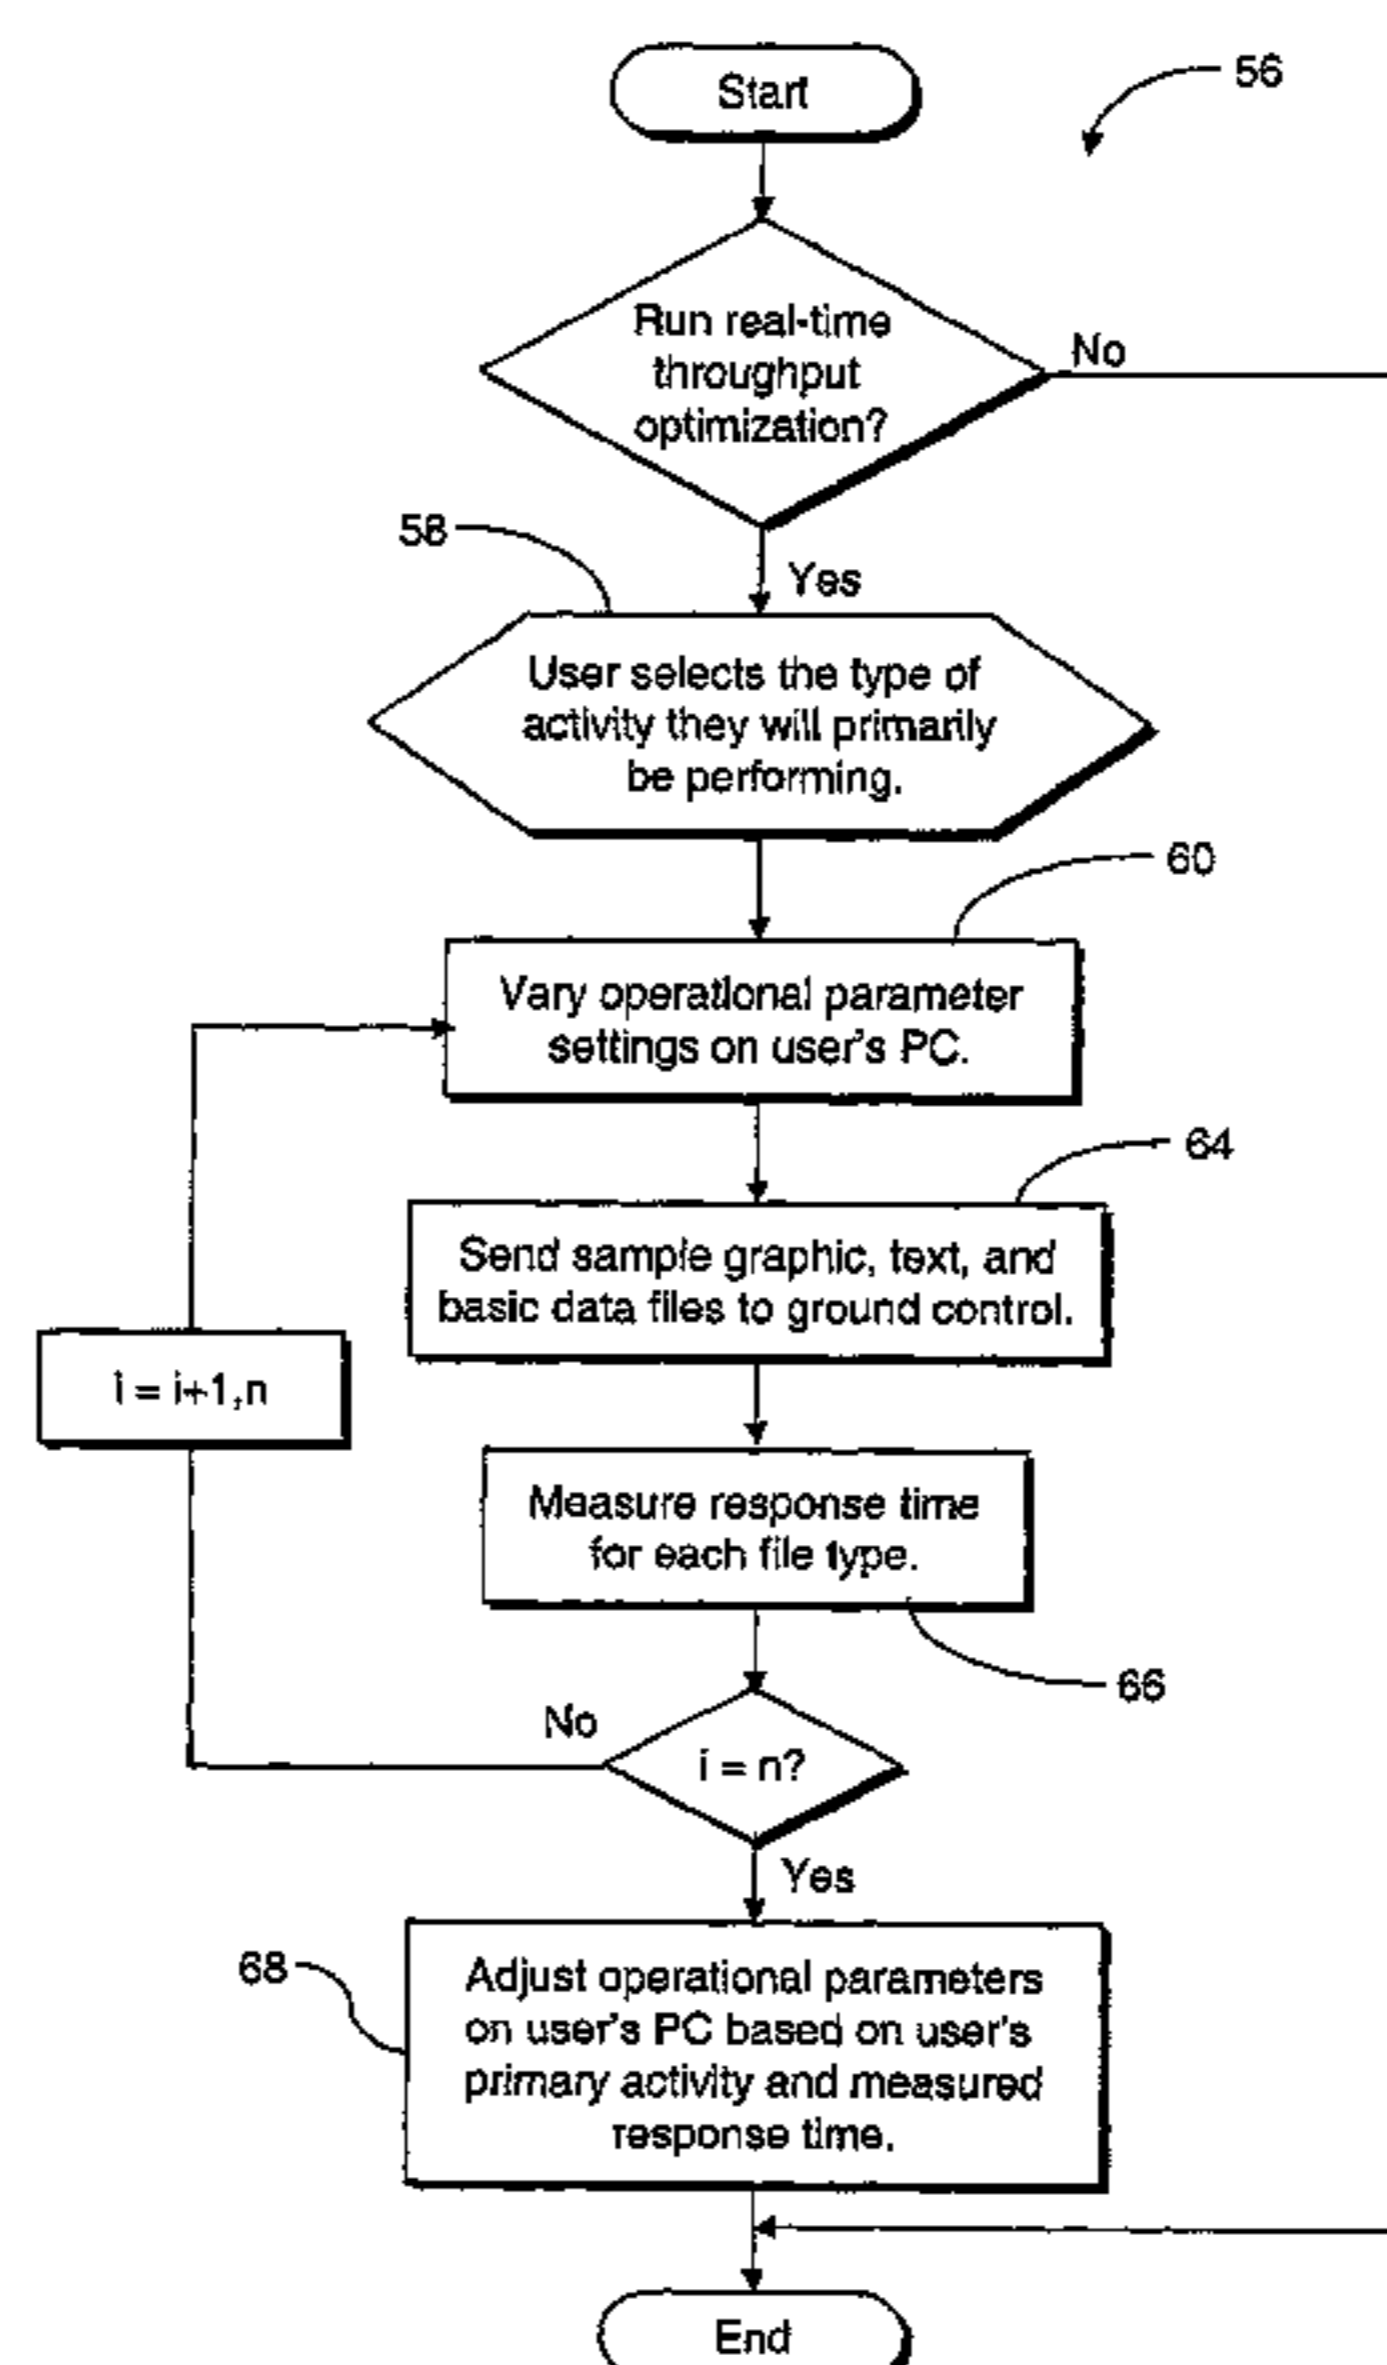 Start
56
Run real-time
throughput
optimization?
No
58
Yes
User selects the type of
activity they will primarily
be performing.
60
Vary operational parameter
settings on user's PC.
64
Send sample graphic, text, and
basic data files to ground control.
i = i+1,n
Measure response time
for each file type.
66
No
i = n?
Yes
68
Adjust operational parameters
on user's PC based on user's
primary activity and measured
response time.
End